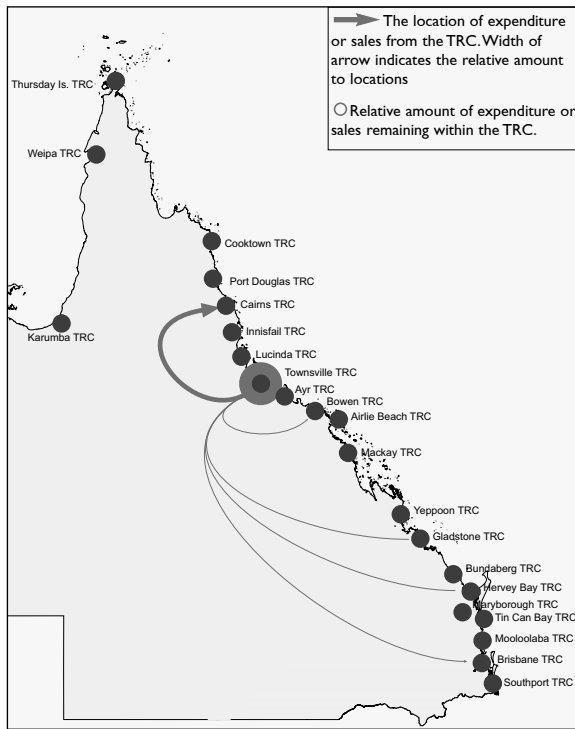 The location of expenditure
or sales from the TRC. Width of
arrow indicates the relative amount
to locations
Relative amount of expenditure or
sales remaining within the TRC.
Thursday Is. TRC
Weipa TRC
Cooktown TRC
Port Douglas TRC
Cairns TRC
Karumba TRC
Innisfail TRC
Lucinda TRC
Townsville TRC
Ayr TRC
Bowen TRC
Airlie Beach TRC
Mackay TRC
Yeppoon TRC
Gladstone TRC
Bundaberg TRC
Hervey Bay TRC
Maryborough TRC
Tin Can Bay TRC
Mooloolaba TRC
Brisbane TRC
Southport TRC